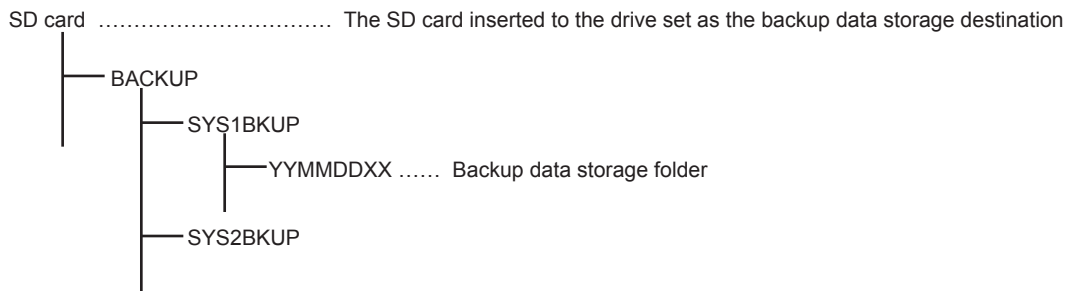 SD card ................................. The SD card inserted to the drive set as the backup data storage destination
BACKUP
SYS1BKUP
YYMMDDXX ...... Backup data storage folder
SYS2BKUP